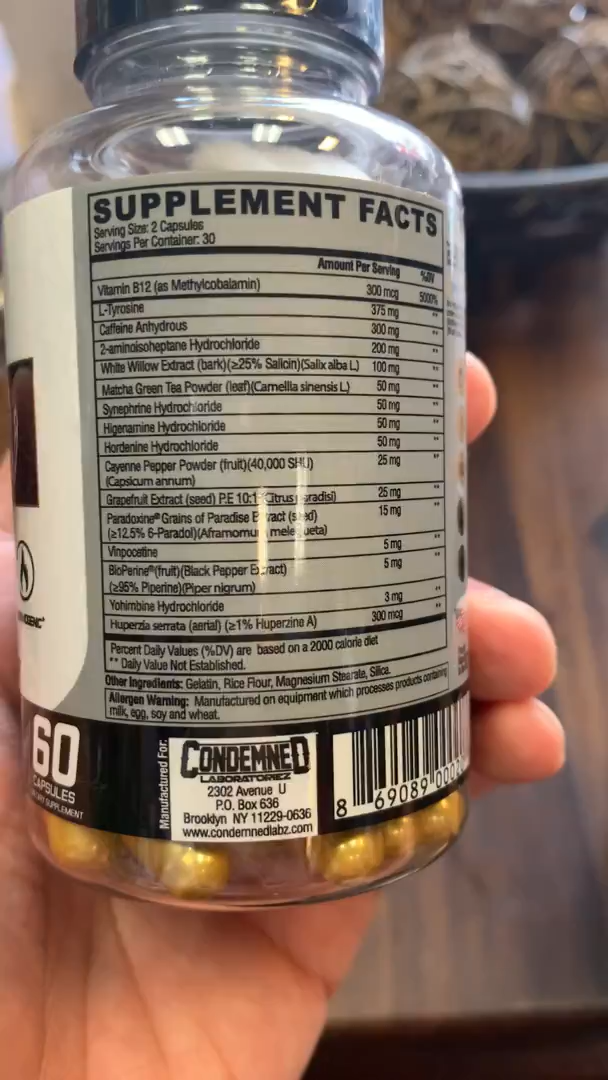 SUPPLEMENT FACTS
Serving Size: 2 Capsules
Servings Per Container: 30
Amount Per Serving %DV
Vitamin B12 (as Methylcobalamin) 300 mcg 5000%
L-Tyrosine 375 mg **
Caffeine Anhydrous 300 mg **
2-aminoisoheptane Hydrochloride 200 mg **
White Willow Extract (bark)(≥25% Salicin)(Salix alba L.) 100 mg **
Matcha Green Tea Powder (leaf)(Camellia sinensis L.) 50 mg **
Synephrine Hydrochloride 50 mg **
Higenamine Hydrochloride 50 mg **
Hordenine Hydrochloride 50 mg **
Cayenne Pepper Powder (fruit)(40,000 SHU) 25 mg **
(Capsicum annum)
Grapefruit Extract (seed) P.E 10:1 (Citrus paradisi) 25 mg **
Paradoxine® Grains of Paradise Extract (seed) 15 mg **
(≥12.5% 6-Paradol)(Aframomum melegueta)
Vinpocetine 5 mg **
BioPerine®(fruit)(Black Pepper Extract) 5 mg **
(≥95% Piperine)(Piper nigrum)
Yohimbine Hydrochloride 3 mg **
Huperzia serrata (aerial) (≥1% Huperzine A) 300 mcg **
Percent Daily Values (%DV) are based on a 2000 calorie diet
** Daily Value Not Established.
Other Ingredients: Gelatin, Rice Flour, Magnesium Stearate, Silica.
Allergen Warning: Manufactured on equipment which processes products containing
milk, egg, soy and wheat.
60
CAPSULES
DIETARY SUPPLEMENT
Manufactured For:
CONDEMNED
LABORATORIEZ
2302 Avenue U
P.O. Box 636
Brooklyn NY 11229-0636
www.condemnedlabz.com
8 69089 000